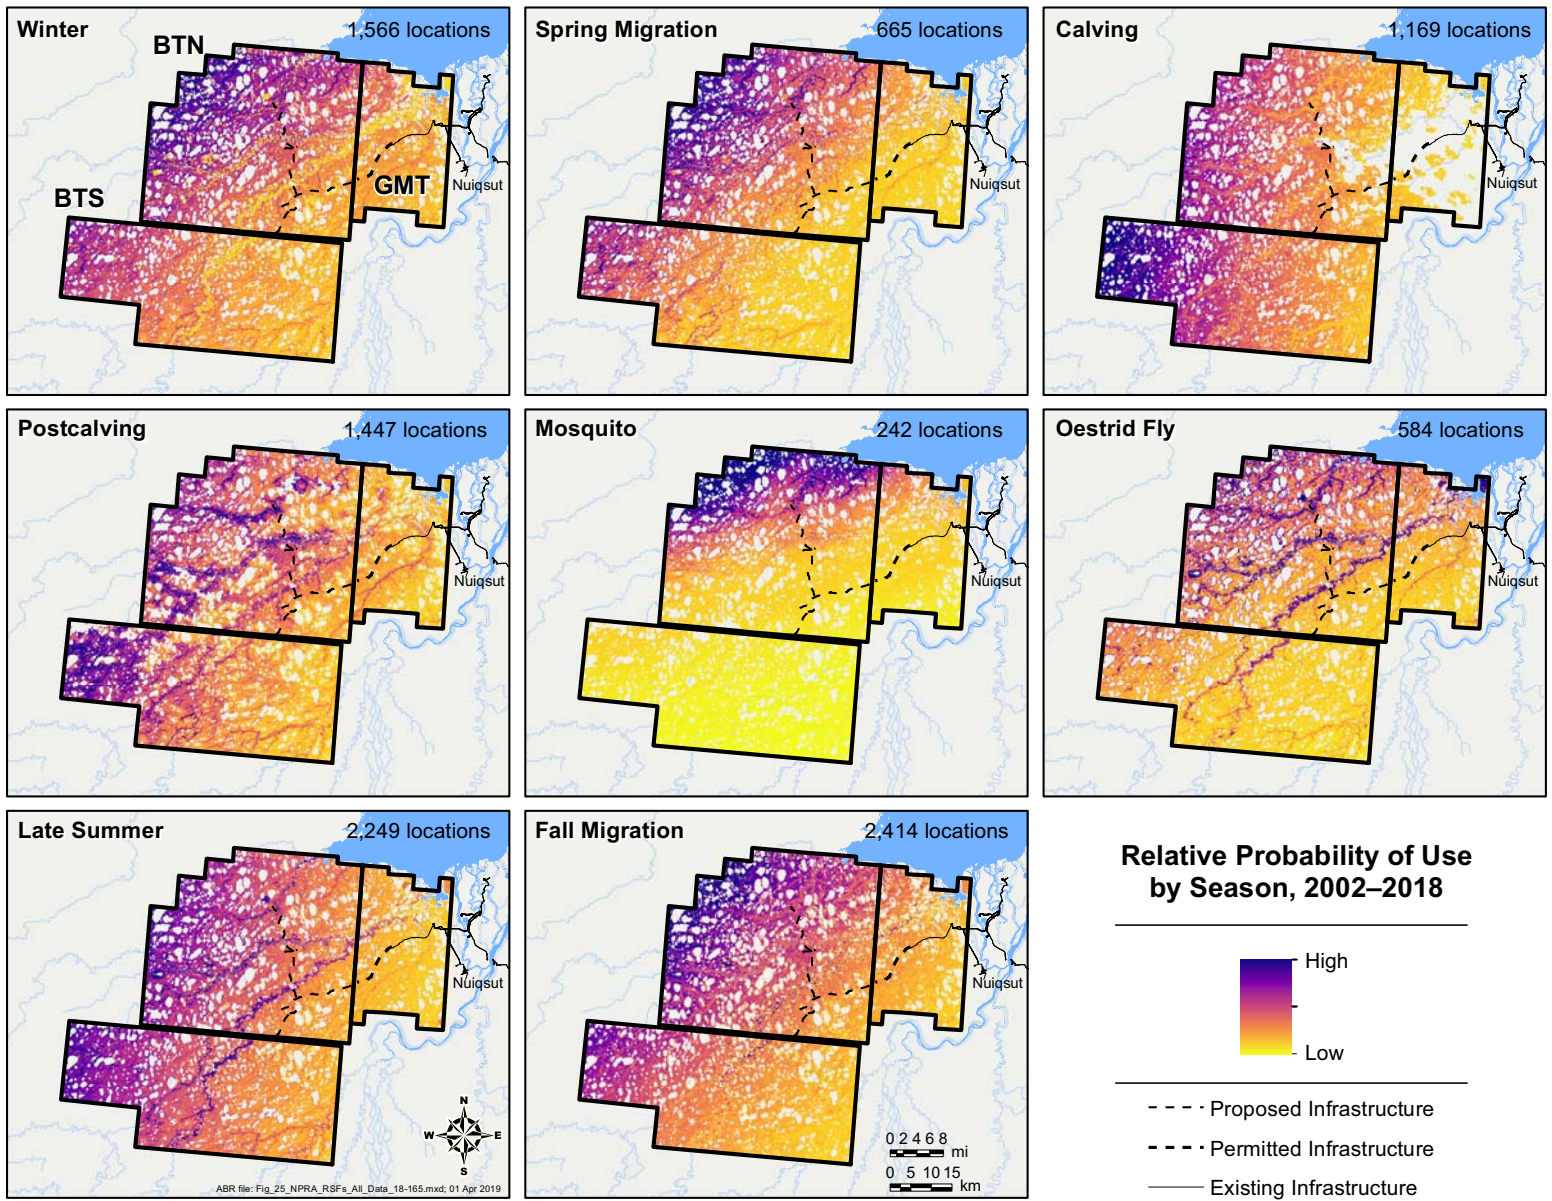 Winter
1,566 locations
BTN
BTS
GMT
Nuiqsut
Spring Migration
665 locations
Nuiqsut
Calving
1,169 locations
Nuiqsut
Postcalving
1,447 locations
Nuiqsut
Mosquito
242 locations
Nuiqsut
Oestrid Fly
584 locations
Nuiqsut
Late Summer
2,249 locations
Nuiqsut
N
W E
S
ABR file: Fig_25_NPRA_RSFs_All_Data_18-165.mxd; 01 Apr 2019
Fall Migration
2,414 locations
Nuiqsut
0 2 4 6 8
mi
0 5 10 15
km
Relative Probability of Use
by Season, 2002–2018
High
Low
Proposed Infrastructure
Permitted Infrastructure
Existing Infrastructure